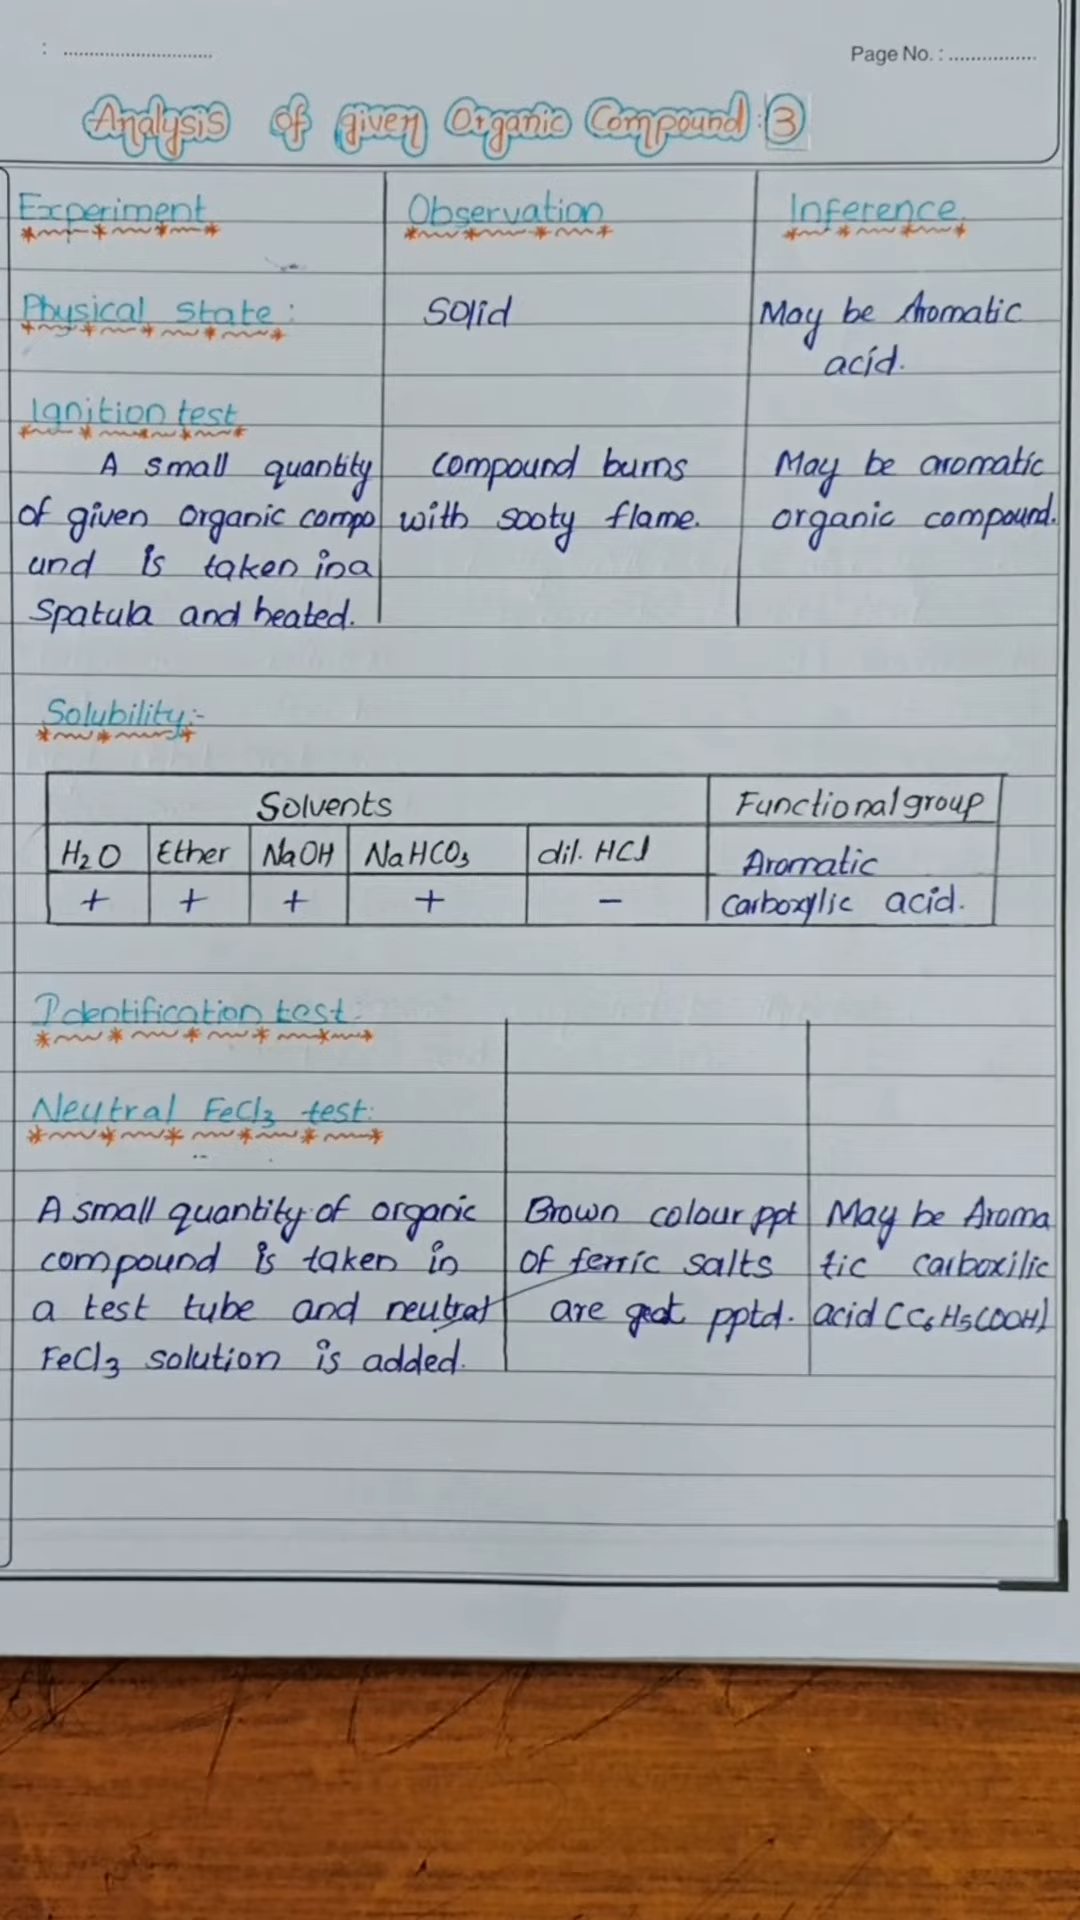 : ............................
Page No. : ................
Analysis of given Organic Compound : 3
Experiment Observation Inference
Physical state : Solid May be Aromatic
acid.
Ignition test
A small quantity compound burns May be aromatic
of given organic compo with sooty flame. organic compound.
und is taken in a
Spatula and heated.
Solubility:-
Solvents Functional group
H₂O Ether NaOH NaHCO₃ dil. HCl Aromatic
+ + + + - carboxylic acid.
Identification test:
Neutral FeCl₃ test:
A small quantity of organic Brown colour ppt May be Aroma
compound is taken in of ferric salts tic carboxilic
a test tube and neutral are pptd. acid (C₆H₅COOH)
FeCl₃ solution is added.